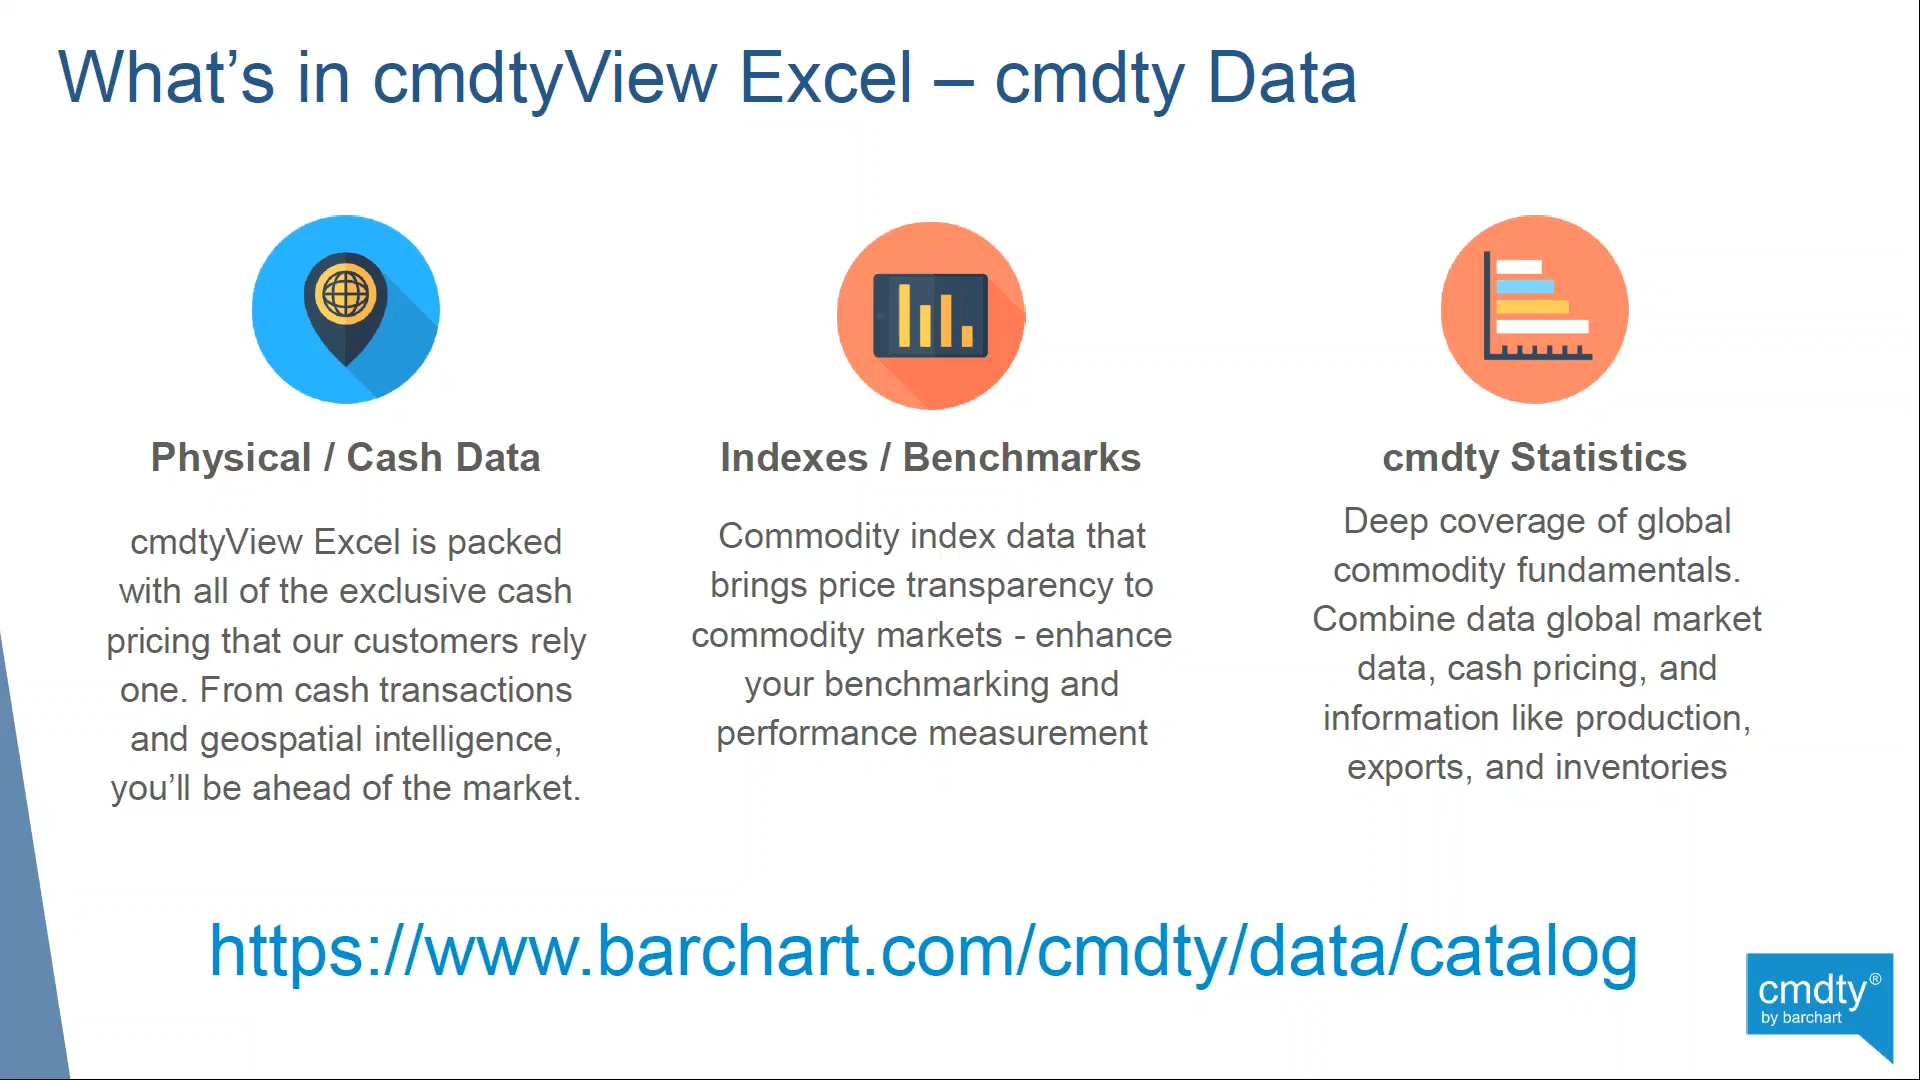 What's in cmdtyView Excel – cmdty Data
Physical / Cash Data
cmdtyView Excel is packed
with all of the exclusive cash
pricing that our customers rely
one. From cash transactions
and geospatial intelligence,
you'll be ahead of the market.
Indexes / Benchmarks
Commodity index data that
brings price transparency to
commodity markets - enhance
your benchmarking and
performance measurement
cmdty Statistics
Deep coverage of global
commodity fundamentals.
Combine data global market
data, cash pricing, and
information like production,
exports, and inventories
https://www.barchart.com/cmdty/data/catalog
cmdty®
by barchart